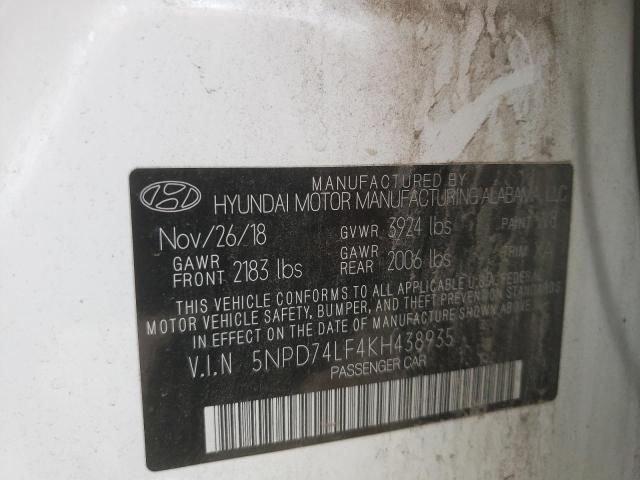 MANUFACTURED BY
HYUNDAI MOTOR MANUFACTURING ALABAMA, LLC
Nov/26/18 GVWR 3924 lbs PAINT
GAWR FRONT 2183 lbs GAWR REAR 2006 lbs TRIM
THIS VEHICLE CONFORMS TO ALL APPLICABLE U.S.A. FEDERAL
MOTOR VEHICLE SAFETY, BUMPER, AND THEFT PREVENTION STANDARDS
IN EFFECT ON THE DATE OF MANUFACTURE SHOWN ABOVE.
V.I.N 5NPD74LF4KH438935
PASSENGER CAR